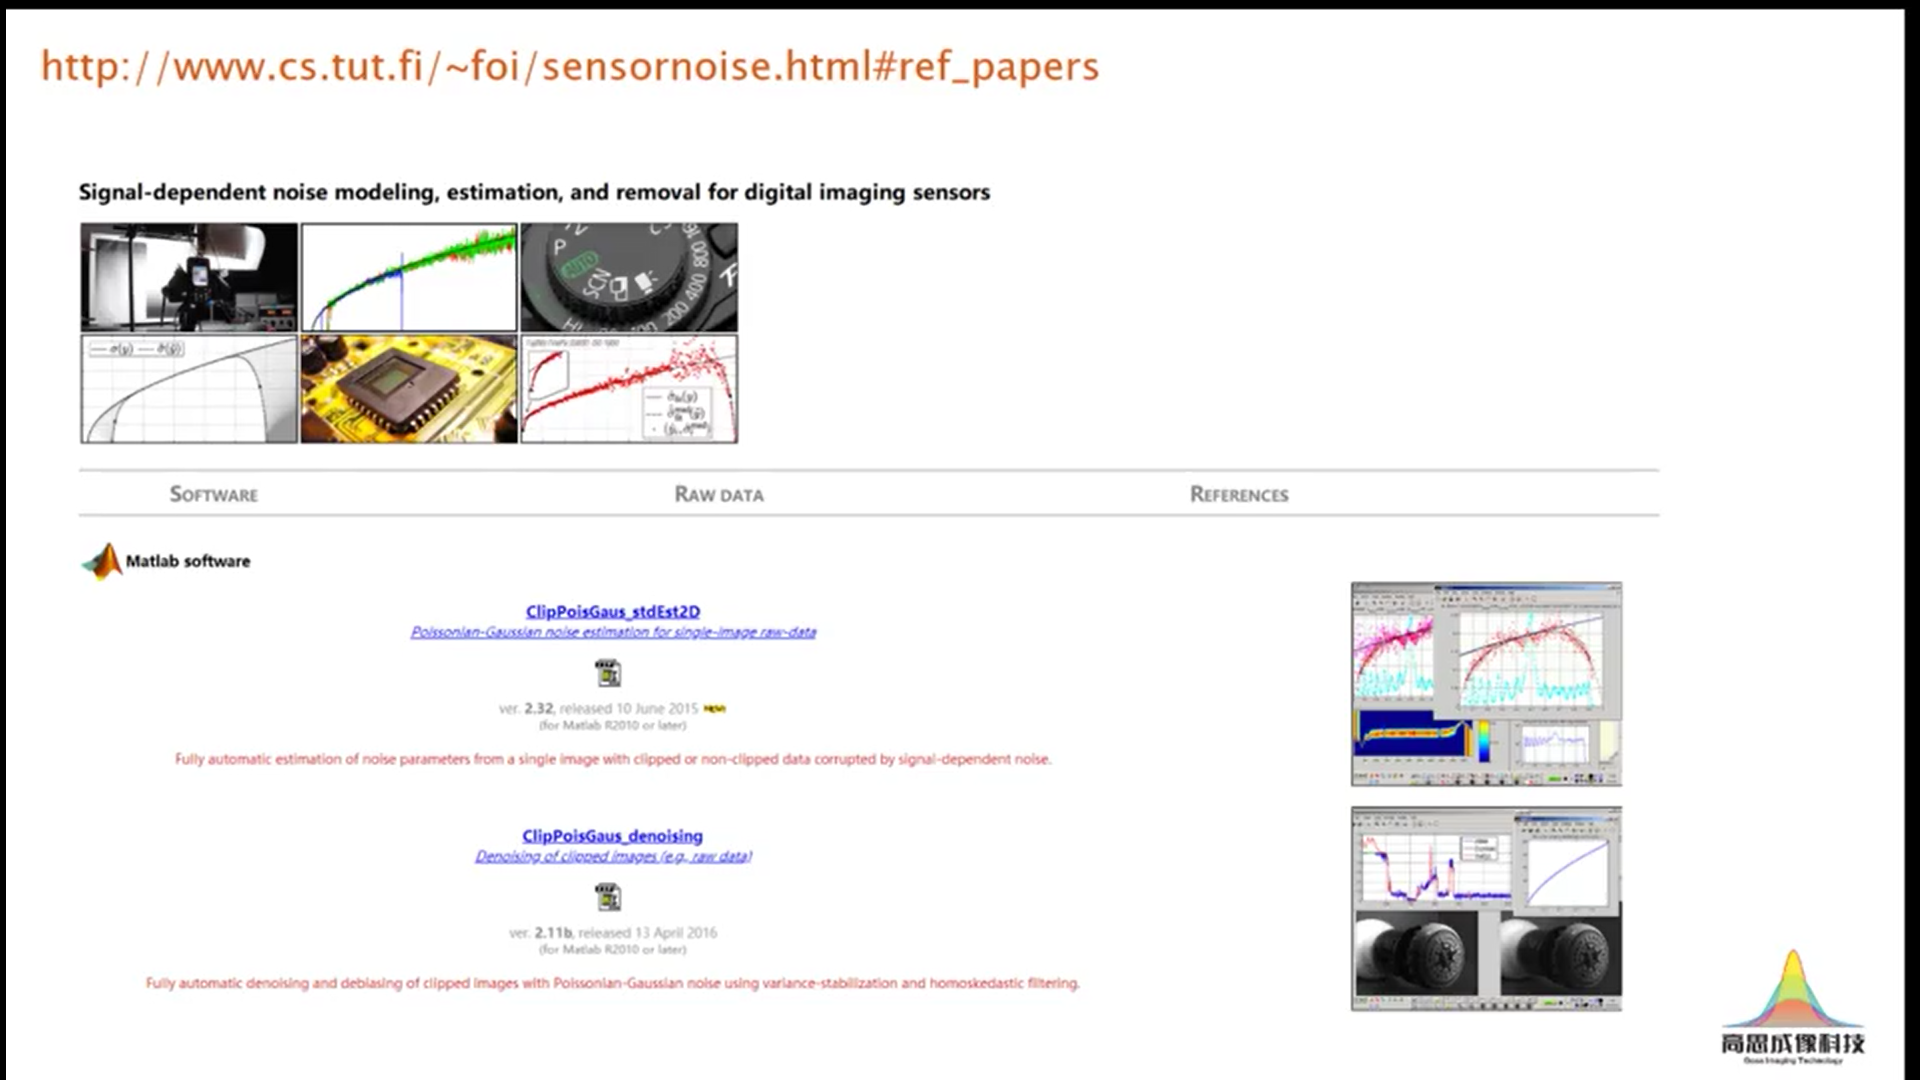 http://www.cs.tut.fi/~foi/sensornoise.html#ref_papers
Signal-dependent noise modeling, estimation, and removal for digital imaging sensors
P
AUTO
SCN
200 400 800
SOFTWARE
RAW DATA
REFERENCES
Matlab software
ClipPoisGaus_stdEst2D
Poissonian-Gaussian noise estimation for single-image raw-data
ver. 2.32, released 10 June 2015 NEW
(for Matlab R2010 or later)
Fully automatic estimation of noise parameters from a single image with clipped or non-clipped data corrupted by signal-dependent noise.
ClipPoisGaus_denoising
Denoising of clipped images (e.g., raw data)
ver. 2.11b, released 13 April 2016
(for Matlab R2010 or later)
Fully automatic denoising and debiasing of clipped images with Poissonian-Gaussian noise using variance-stabilization and homoskedastic filtering.
高思成像科技
Goss Imaging Technology